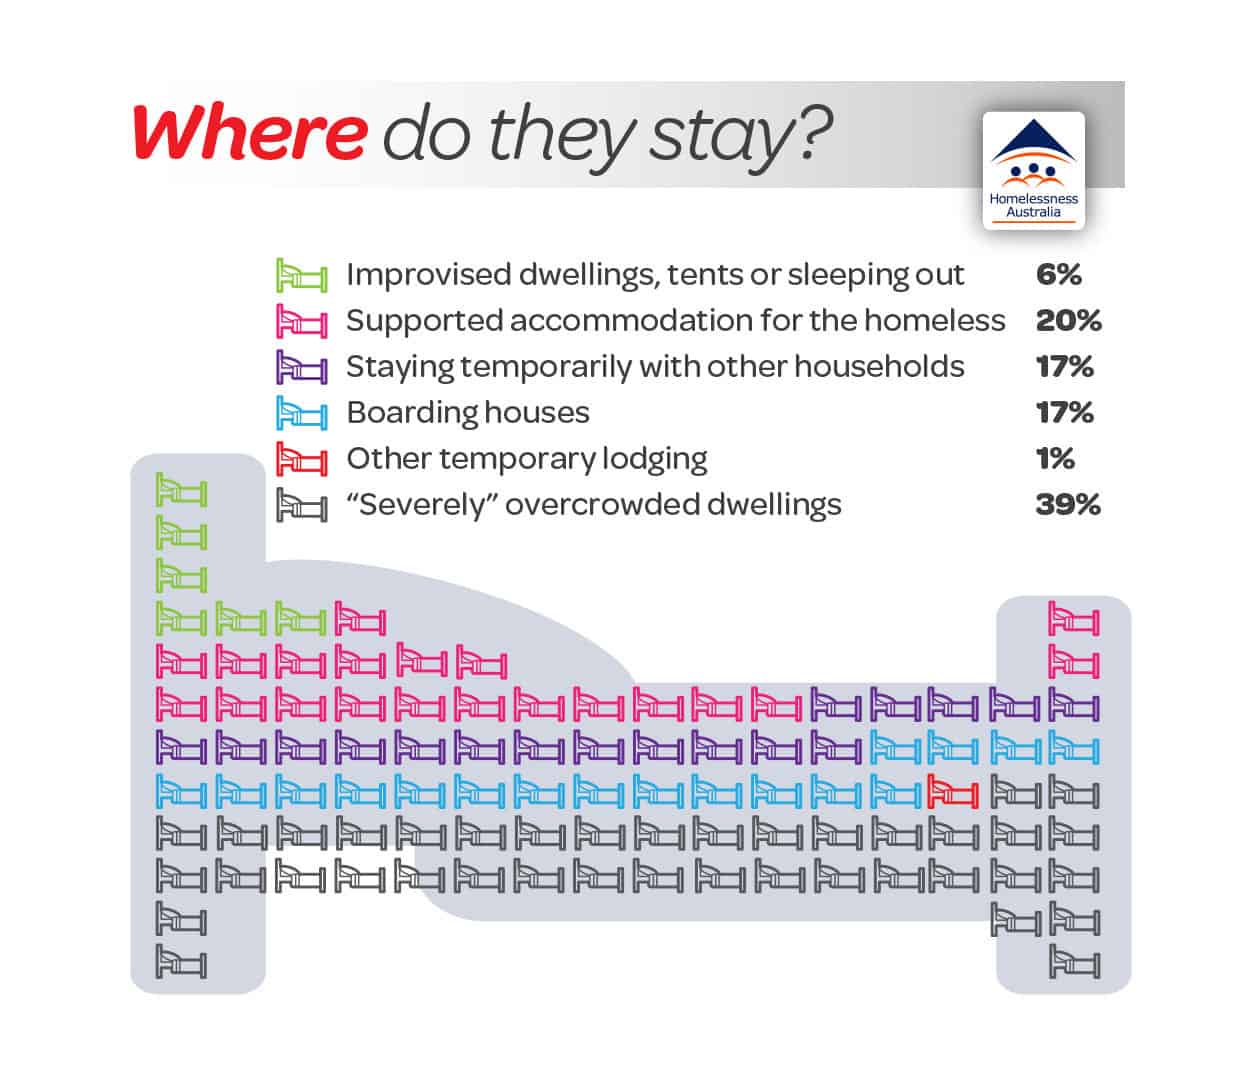 Where do they stay?
Homelessness
Australia
Improvised dwellings, tents or sleeping out 6%
Supported accommodation for the homeless 20%
Staying temporarily with other households 17%
Boarding houses 17%
Other temporary lodging 1%
“Severely” overcrowded dwellings 39%